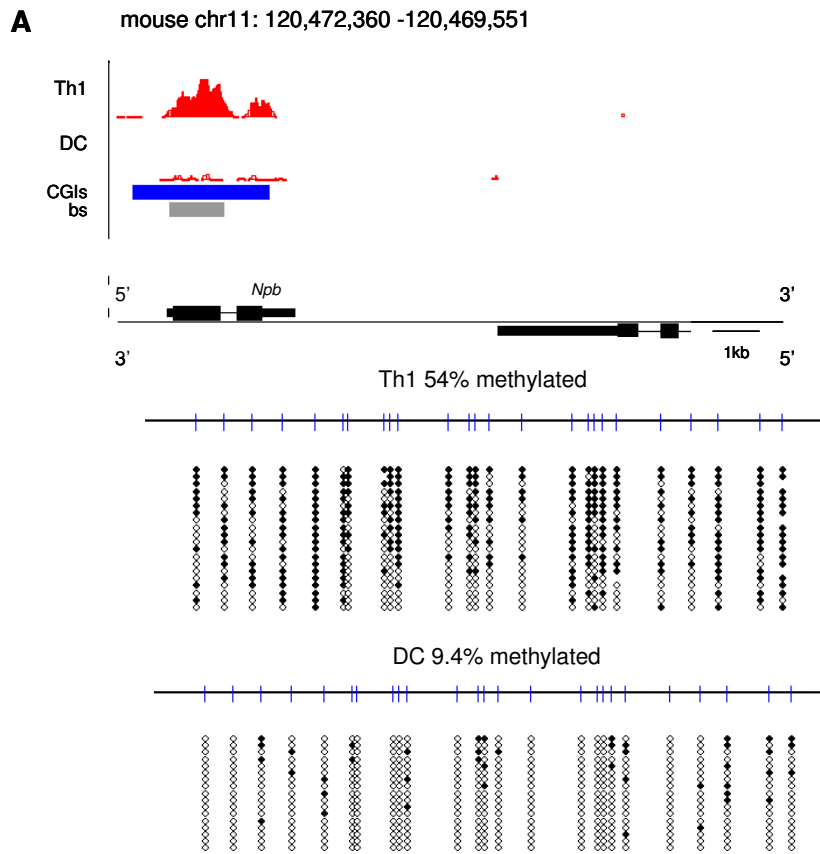 A
mouse chr11: 120,472,360 -120,469,551
Th1
DC
CGIs
bs
5’
Npb
3’
3’
1kb
5’
Th1 54% methylated
DC 9.4% methylated